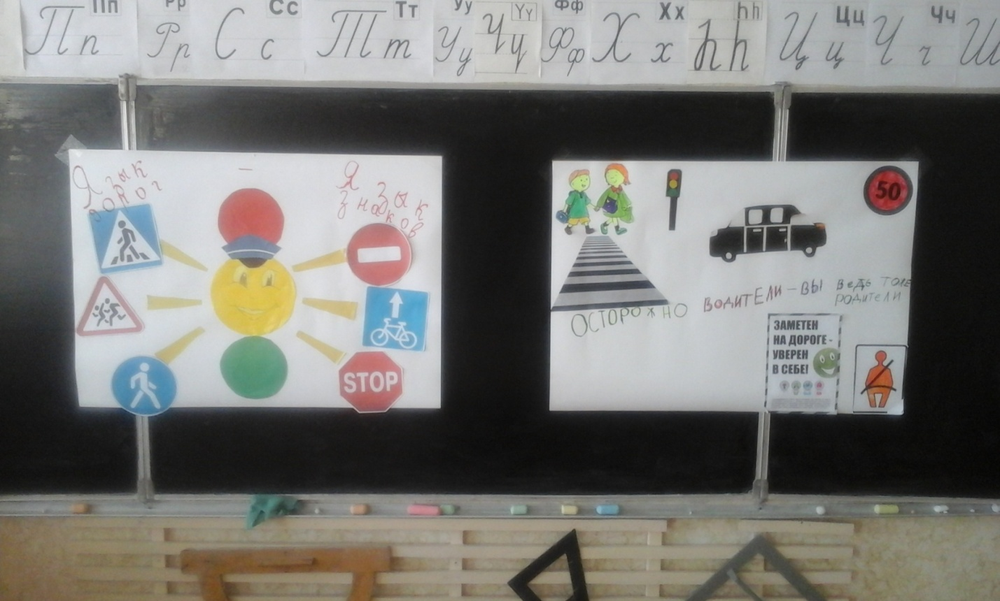 Пп Рр Сс Тт Уу Үү Фф Хх һһ Цц Чч
Пп Рр Сс Тт Уу Үү Фф Хх һһ Цц Чч Ш
Язык
дорог
-
Язык
знаков
STOP
50
ОСТОРОЖНО
ВОДИТЕЛИ - ВЫ ВЕДЬ ТОЖЕ
РОДИТЕЛИ
ЗАМЕТЕН
НА ДОРОГЕ -
УВЕРЕН
В СЕБЕ!